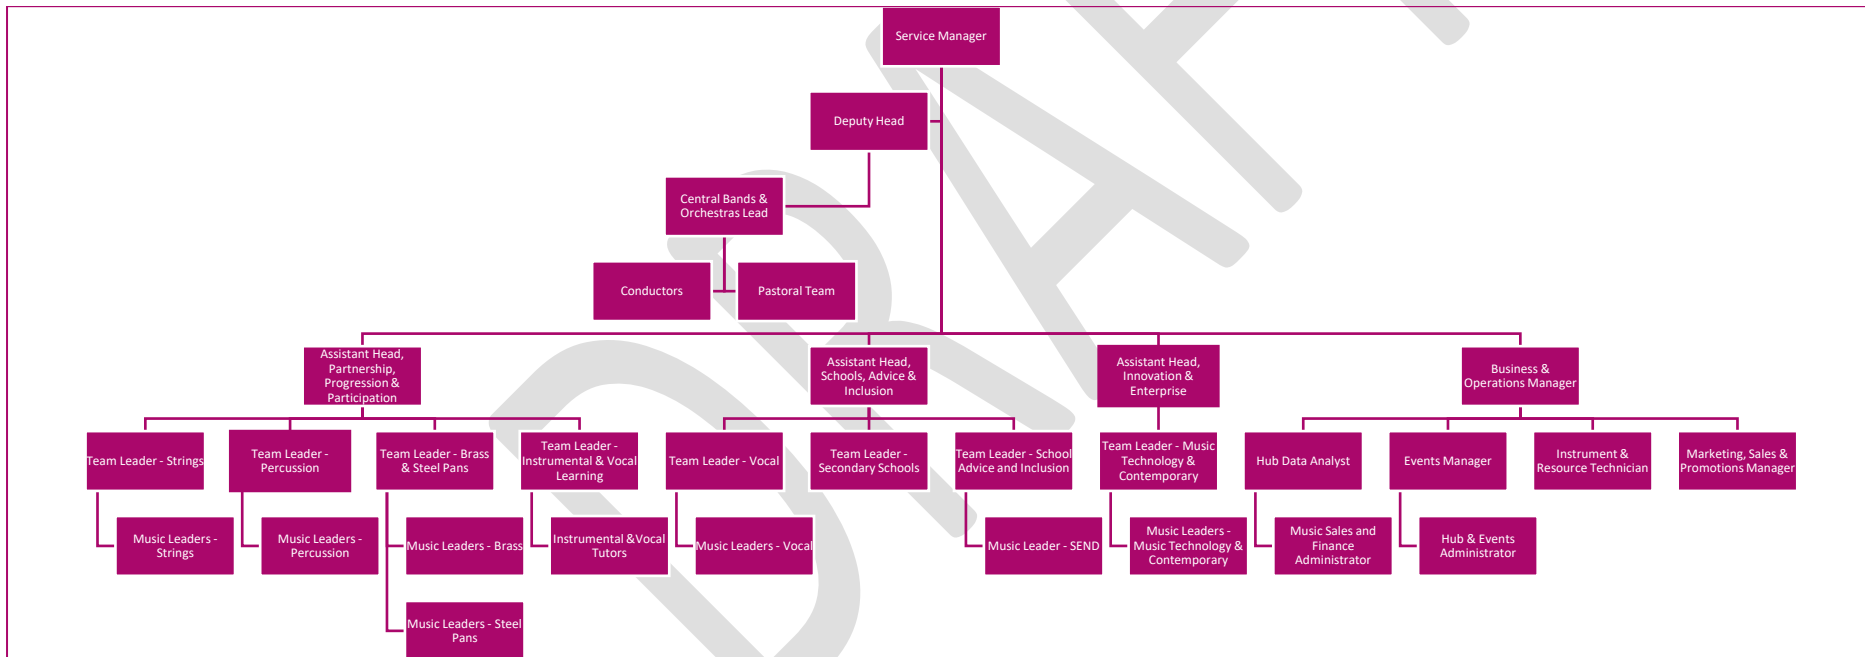 Service Manager
Deputy Head
Central Bands &
Orchestras Lead
Conductors
Pastoral Team
Assistant Head,
Partnership,
Progression &
Participation
Assistant Head,
Schools, Advice &
Inclusion
Assistant Head,
Innovation &
Enterprise
Business &
Operations Manager
Team Leader - Strings
Team Leader -
Percussion
Team Leader - Brass
& Steel Pans
Team Leader -
Instrumental & Vocal
Learning
Team Leader - Vocal
Team Leader -
Secondary Schools
Team Leader - School
Advice and Inclusion
Team Leader - Music
Technology &
Contemporary
Hub Data Analyst
Events Manager
Instrument &
Resource Technician
Marketing, Sales &
Promotions Manager
Music Leaders -
Strings
Music Leaders -
Percussion
Music Leaders - Brass
Instrumental &Vocal
Tutors
Music Leaders - Vocal
Music Leader - SEND
Music Leaders -
Music Technology &
Contemporary
Music Sales and
Finance
Administrator
Hub & Events
Administrator
Music Leaders - Steel
Pans
DRAF